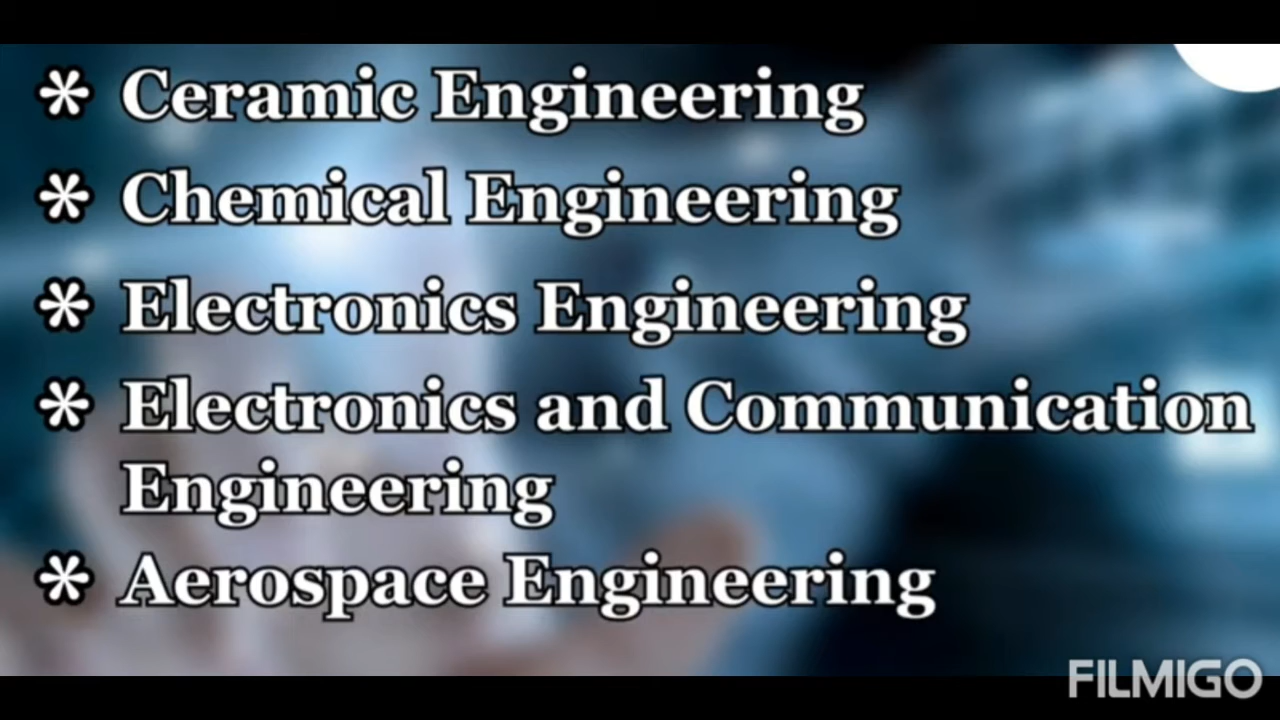 * Ceramic Engineering
* Chemical Engineering
* Electronics Engineering
* Electronics and Communication
Engineering
* Aerospace Engineering
FILMIGO